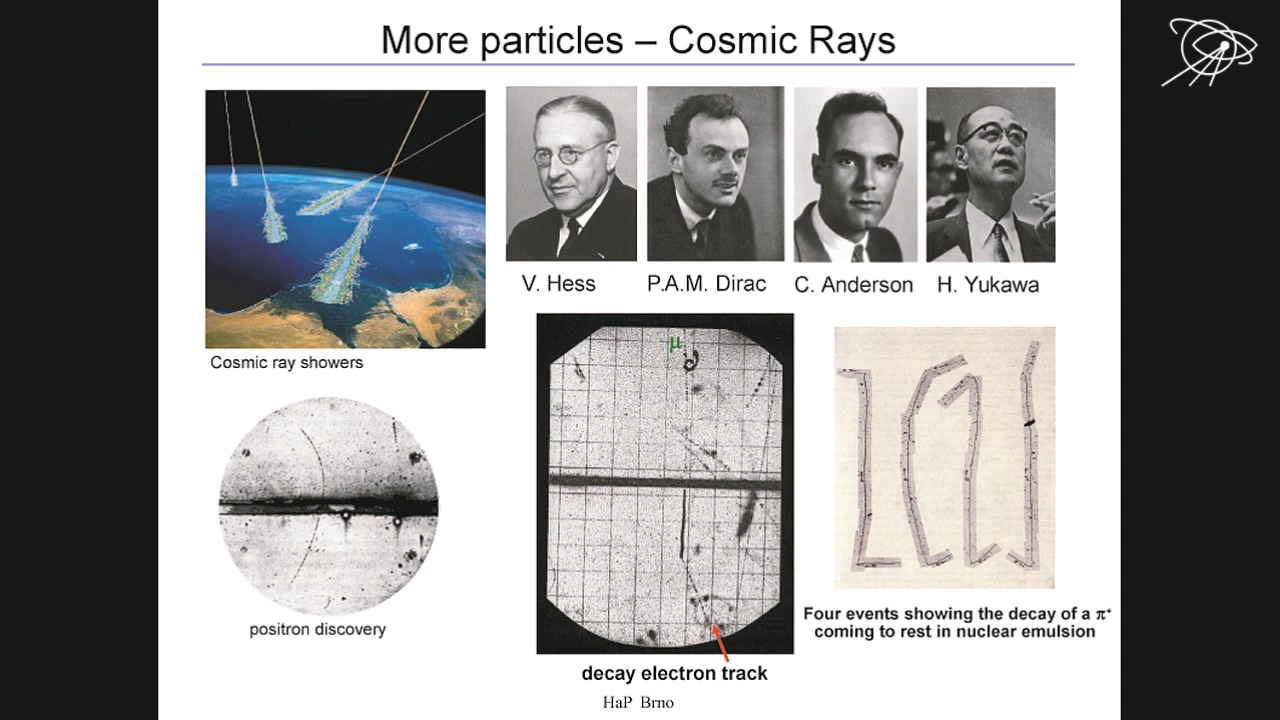 More particles – Cosmic Rays
V. Hess
P.A.M. Dirac
C. Anderson
H. Yukawa
Cosmic ray showers
μ
positron discovery
decay electron track
Four events showing the decay of a π⁺
coming to rest in nuclear emulsion
HaP Brno